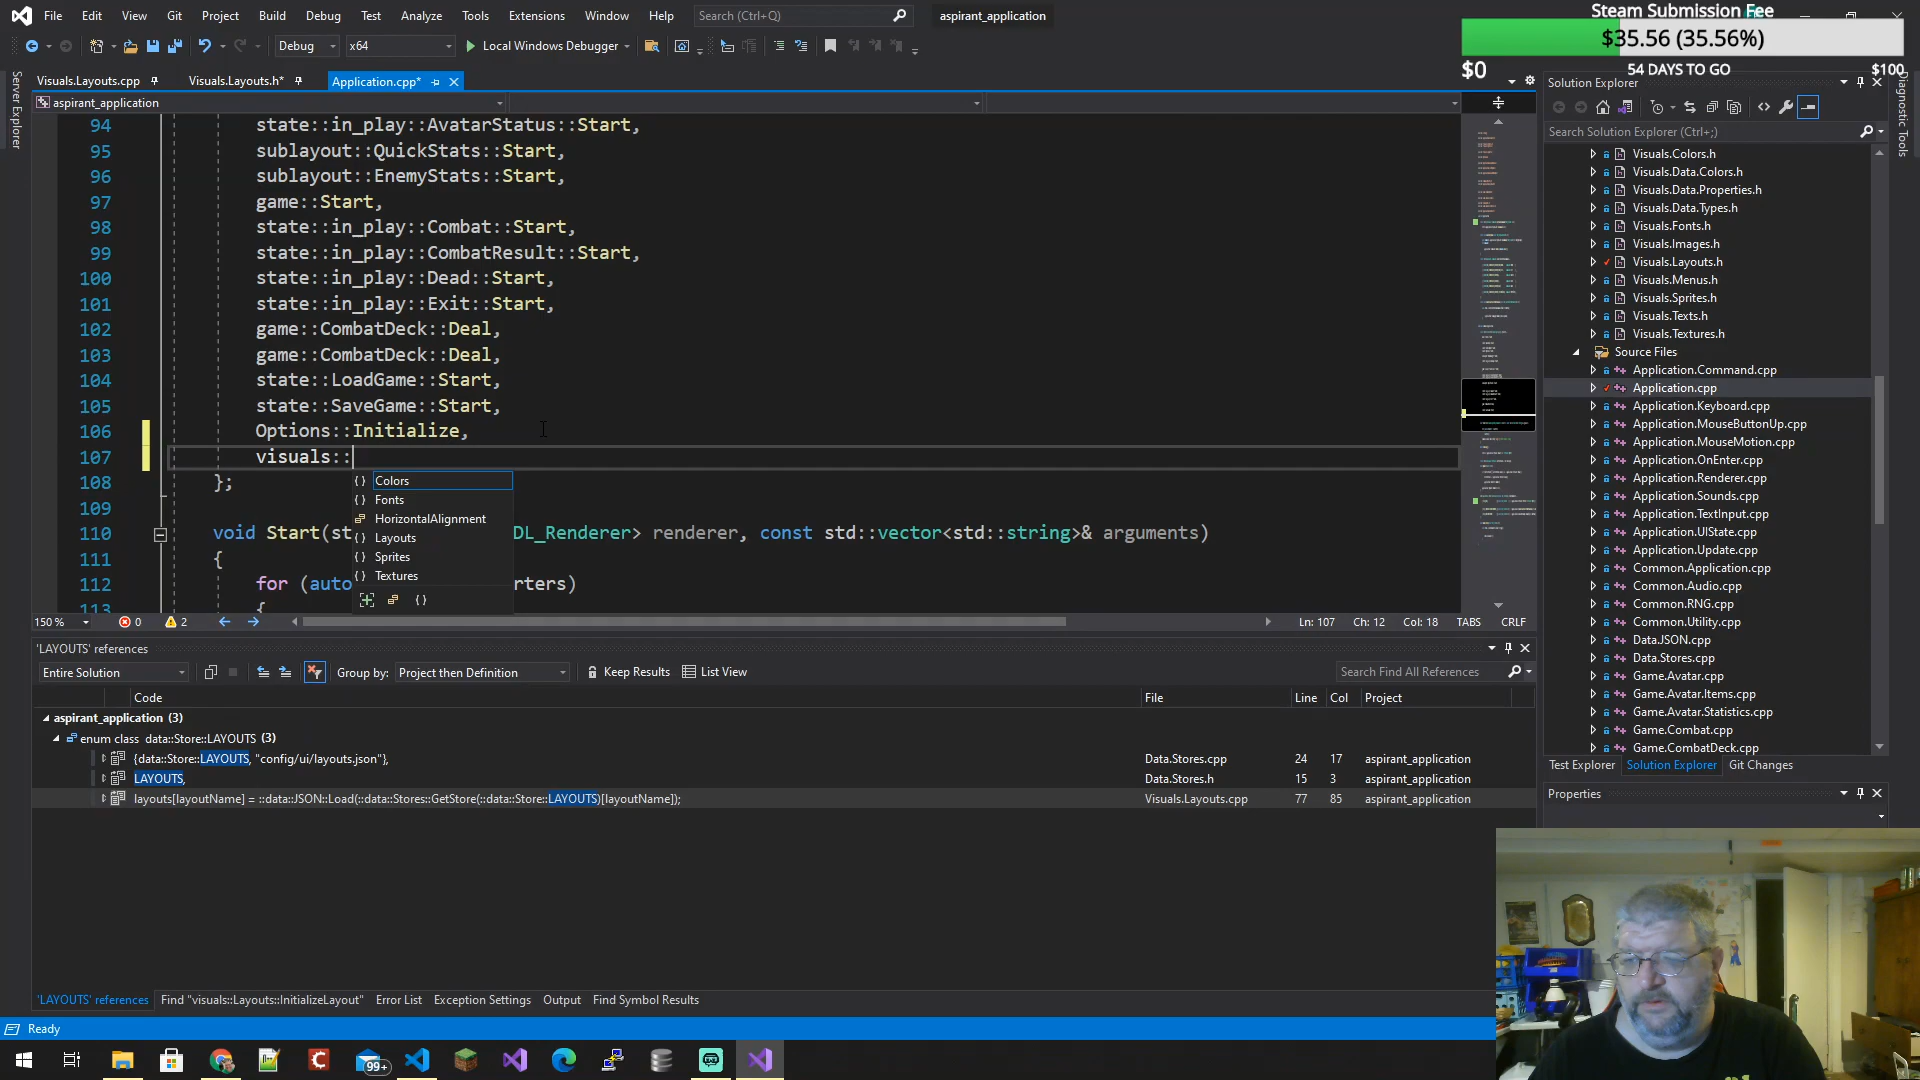 File Edit View Git Project Build Debug Test Analyze Tools Extensions Window Help Search (Ctrl+Q) aspirant_application
Steam Submission Fee
$35.56 (35.56%)
$0 54 DAYS TO GO $100
Debug x64 Local Windows Debugger
Server Explorer
Diagnostic Tools
Visuals.Layouts.cpp Visuals.Layouts.h* Application.cpp*
aspirant_application
94 state::in_play::AvatarStatus::Start,
95 sublayout::QuickStats::Start,
96 sublayout::EnemyStats::Start,
97 game::Start,
98 state::in_play::Combat::Start,
99 state::in_play::CombatResult::Start,
100 state::in_play::Dead::Start,
101 state::in_play::Exit::Start,
102 game::CombatDeck::Deal,
103 game::CombatDeck::Deal,
104 state::LoadGame::Start,
105 state::SaveGame::Start,
106 Options::Initialize,
107 visuals::
108 };
109
110 void Start(st DL_Renderer> renderer, const std::vector<std::string>& arguments)
111 {
112 for (auto rters)
113 {
{} Colors
{} Fonts
HorizontalAlignment
{} Layouts
{} Sprites
{} Textures
{}
150 % 0 2 Ln: 107 Ch: 12 Col: 18 TABS CRLF
'LAYOUTS' references
Entire Solution Group by: Project then Definition Keep Results List View Search Find All References
Code File Line Col Project
aspirant_application (3)
enum class data::Store::LAYOUTS (3)
{data::Store::LAYOUTS, "config/ui/layouts.json"}, Data.Stores.cpp 24 17 aspirant_application
LAYOUTS, Data.Stores.h 15 3 aspirant_application
layouts[layoutName] = ::data::JSON::Load(::data::Stores::GetStore(::data::Store::LAYOUTS)[layoutName]); Visuals.Layouts.cpp 77 85 aspirant_application
'LAYOUTS' references Find "visuals::Layouts::InitializeLayout" Error List Exception Settings Output Find Symbol Results
Ready
Solution Explorer
Search Solution Explorer (Ctrl+;)
Visuals.Colors.h
Visuals.Data.Colors.h
Visuals.Data.Properties.h
Visuals.Data.Types.h
Visuals.Fonts.h
Visuals.Images.h
Visuals.Layouts.h
Visuals.Menus.h
Visuals.Sprites.h
Visuals.Texts.h
Visuals.Textures.h
Source Files
Application.Command.cpp
Application.cpp
Application.Keyboard.cpp
Application.MouseButtonUp.cpp
Application.MouseMotion.cpp
Application.OnEnter.cpp
Application.Renderer.cpp
Application.Sounds.cpp
Application.TextInput.cpp
Application.UIState.cpp
Application.Update.cpp
Common.Application.cpp
Common.Audio.cpp
Common.RNG.cpp
Common.Utility.cpp
Data.JSON.cpp
Data.Stores.cpp
Game.Avatar.cpp
Game.Avatar.Items.cpp
Game.Avatar.Statistics.cpp
Game.Combat.cpp
Game.CombatDeck.cpp
Test Explorer Solution Explorer Git Changes
Properties
99+